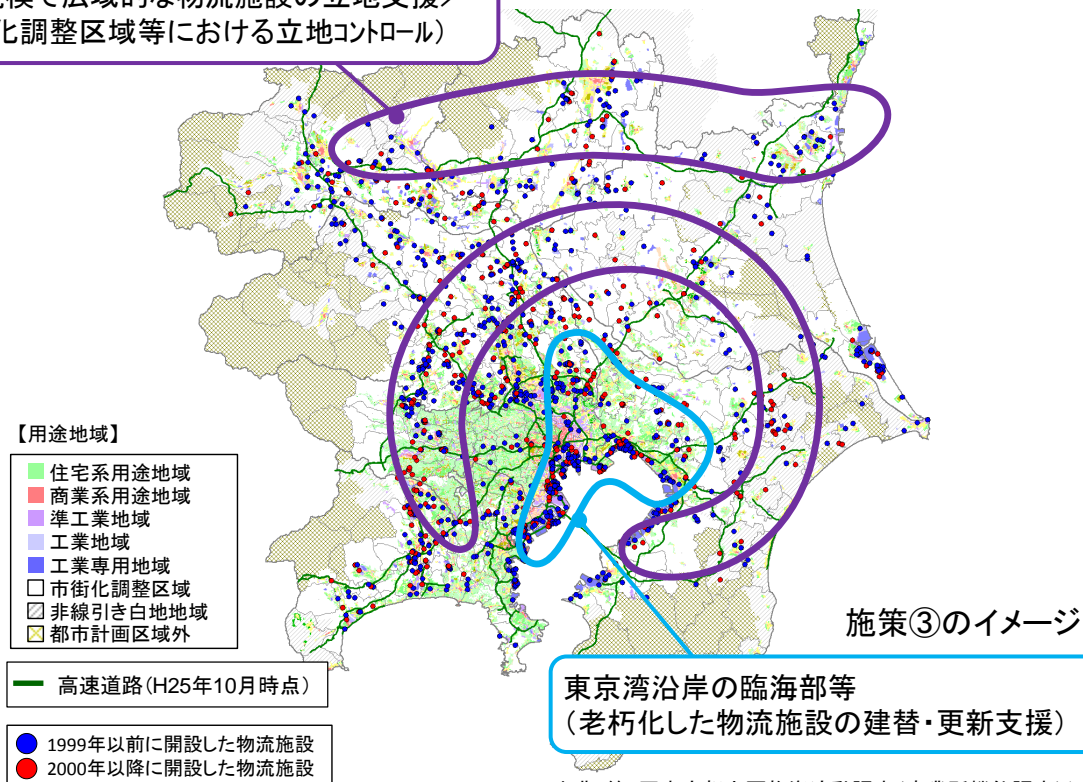 化調整区域等における立地コントロール）
【用途地域】
住宅系用途地域
商業系用途地域
準工業地域
工業地域
工業専用地域
市街化調整区域
非線引き白地地域
都市計画区域外
高速道路（H25年10月時点）
1999年以前に開設した物流施設
2000年以降に開設した物流施設
施策③のイメージ
東京湾沿岸の臨海部等
（老朽化した物流施設の建替・更新支援）